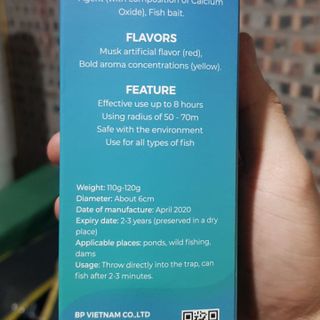 Agent (with composition of Calcium
Oxide), Fish bait.
FLAVORS
Musk artificial flavor (red),
Bold aroma concentrations (yellow).
FEATURE
Effective use up to 8 hours
Using radius of 50 - 70m
Safe with the environment
Use for all types of fish
Weight: 110g-120g
Diameter: About 6cm
Date of manufacture: April 2020
Expiry date: 2-3 years (preserved in a dry
place)
Applicable places: ponds, wild fishing,
dams
Usage: Throw directly into the trap, can
fish after 2-3 minutes.
BP VIETNAM CO.,LTD